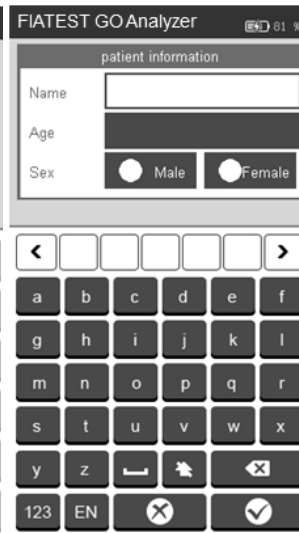 FIATEST GO Analyzer 81 %
patient information
Name
Age
Sex Male Female
< >
a b c d e f
g h i j k l
m n o p q r
s t u v w x
y z
123 EN